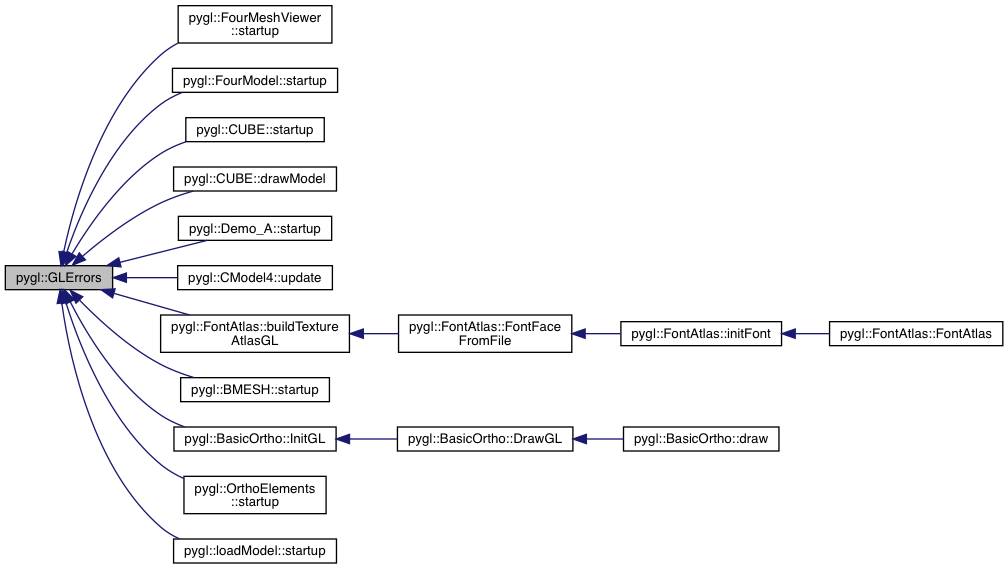 pygl::FourMeshViewer
::startup
pygl::FourModel::startup
pygl::CUBE::startup
pygl::CUBE::drawModel
pygl::Demo_A::startup
pygl::GLErrors
pygl::CModel4::update
pygl::FontAtlas::buildTexture
AtlasGL
pygl::FontAtlas::FontFace
FromFile
pygl::FontAtlas::initFont
pygl::FontAtlas::FontAtlas
pygl::BMESH::startup
pygl::BasicOrtho::InitGL
pygl::BasicOrtho::DrawGL
pygl::BasicOrtho::draw
pygl::OrthoElements
::startup
pygl::loadModel::startup